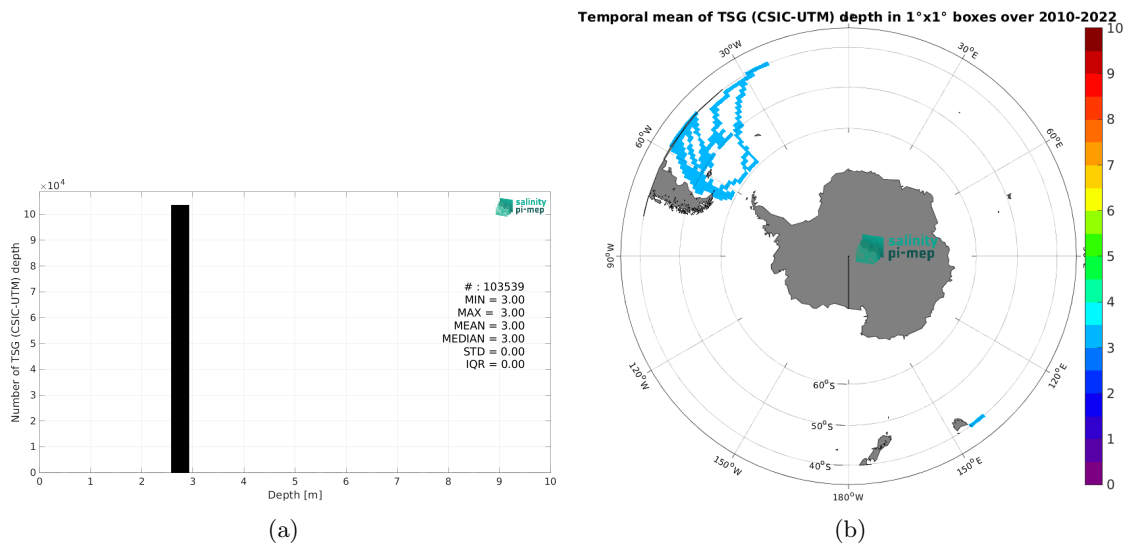 Temporal mean of TSG (CSIC-UTM) depth in 1°x1° boxes over 2010-2022
×10⁴
10
9
8
7
6
5
4
3
2
1
0
Number of TSG (CSIC-UTM) depth
0 1 2 3 4 5 6 7 8 9 10
Depth [m]
salinity
pi-mep
# : 103539
MIN = 3.00
MAX = 3.00
MEAN = 3.00
MEDIAN = 3.00
STD = 0.00
IQR = 0.00
(a)
30°W
30°E
60°W
60°E
90°W
120°W
120°E
150°W
150°E
180°W
60°S
50°S
40°S
salinity
pi-mep
10
9
8
7
6
5
4
3
2
1
0
(b)